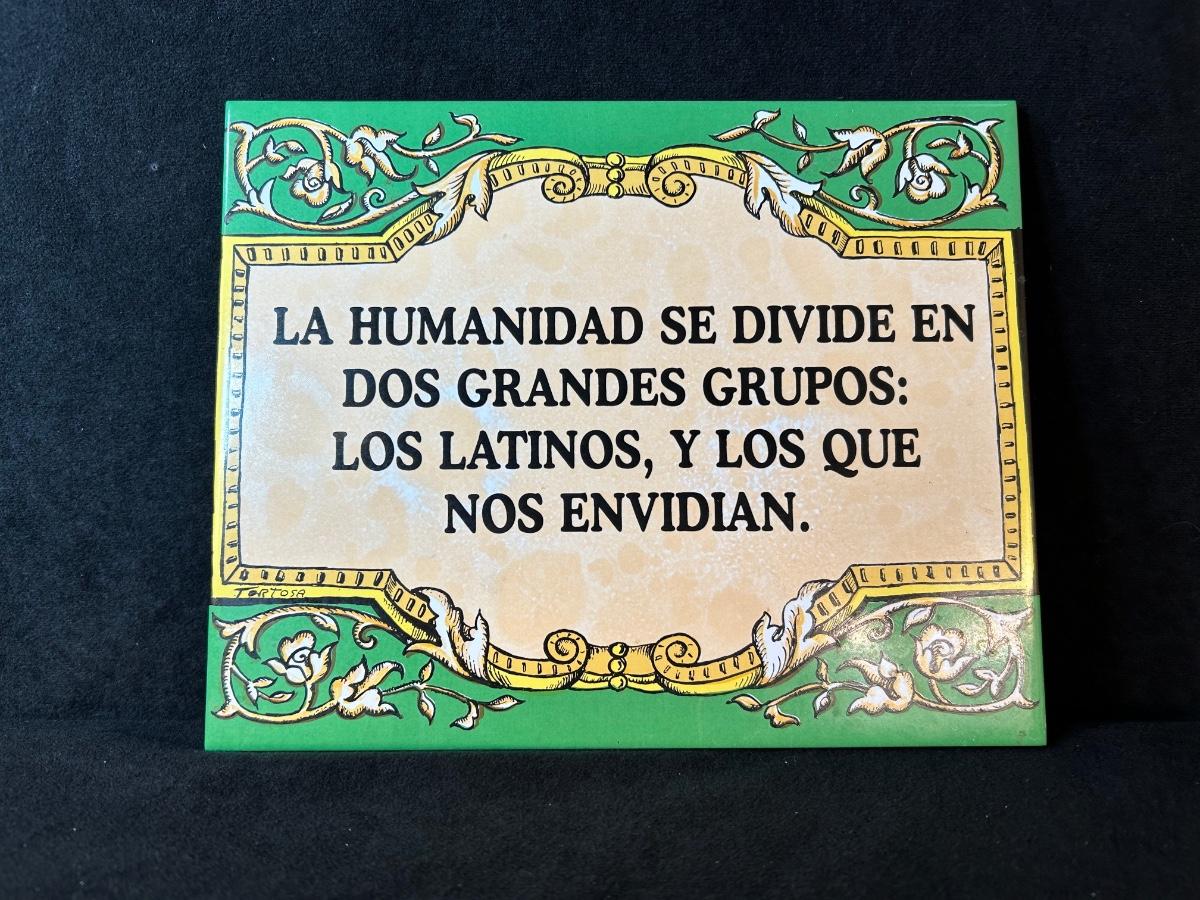 LA HUMANIDAD SE DIVIDE EN
DOS GRANDES GRUPOS:
LOS LATINOS, Y LOS QUE
NOS ENVIDIAN.
TORTOSA